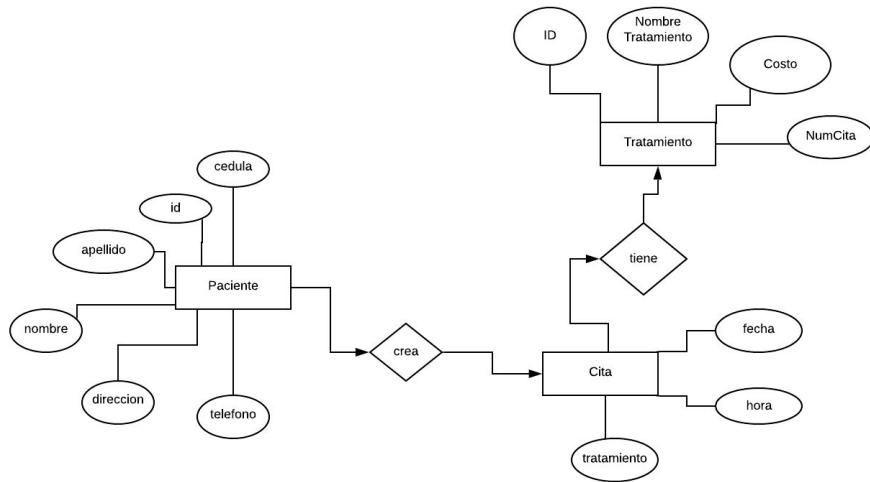 ID
Nombre
Tratamiento
Costo
Tratamiento
NumCita
cedula
id
apellido
Paciente
nombre
direccion
telefono
crea
tiene
Cita
fecha
hora
tratamiento